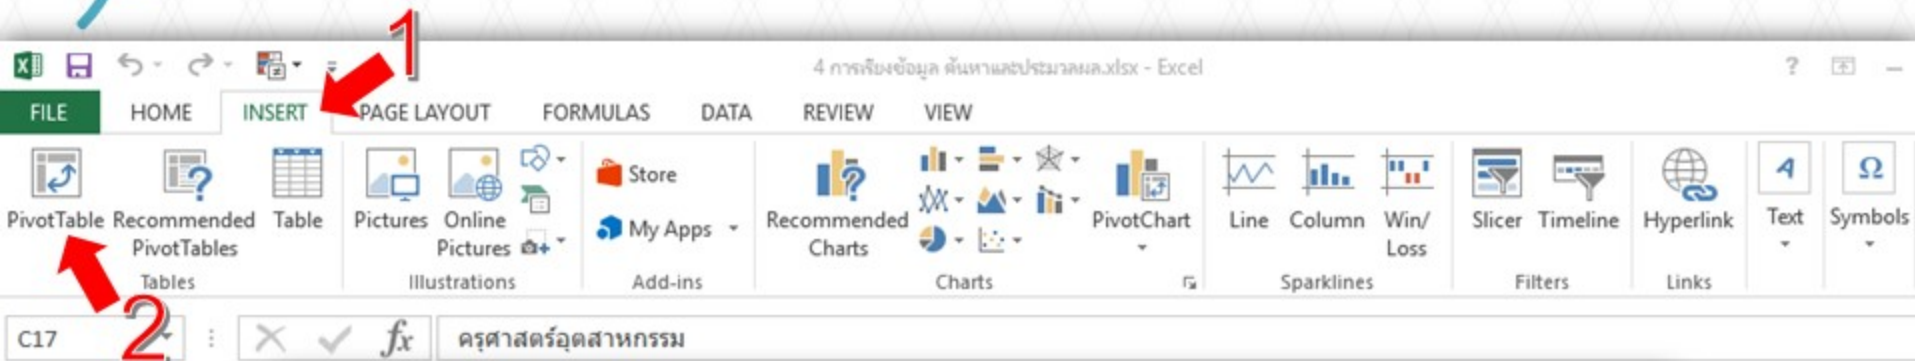 1
4 การเรียงข้อมูล ค้นหาและประมวลผล.xlsx - Excel
FILE HOME INSERT PAGE LAYOUT FORMULAS DATA REVIEW VIEW
PivotTable Recommended PivotTables Table Pictures Online Pictures Store My Apps Recommended Charts PivotChart Line Column Win/Loss Slicer Timeline Hyperlink Text Symbols
Tables Illustrations Add-ins Charts Sparklines Filters Links
2
C17 fx ครุศาสตร์อุตสาหกรรม